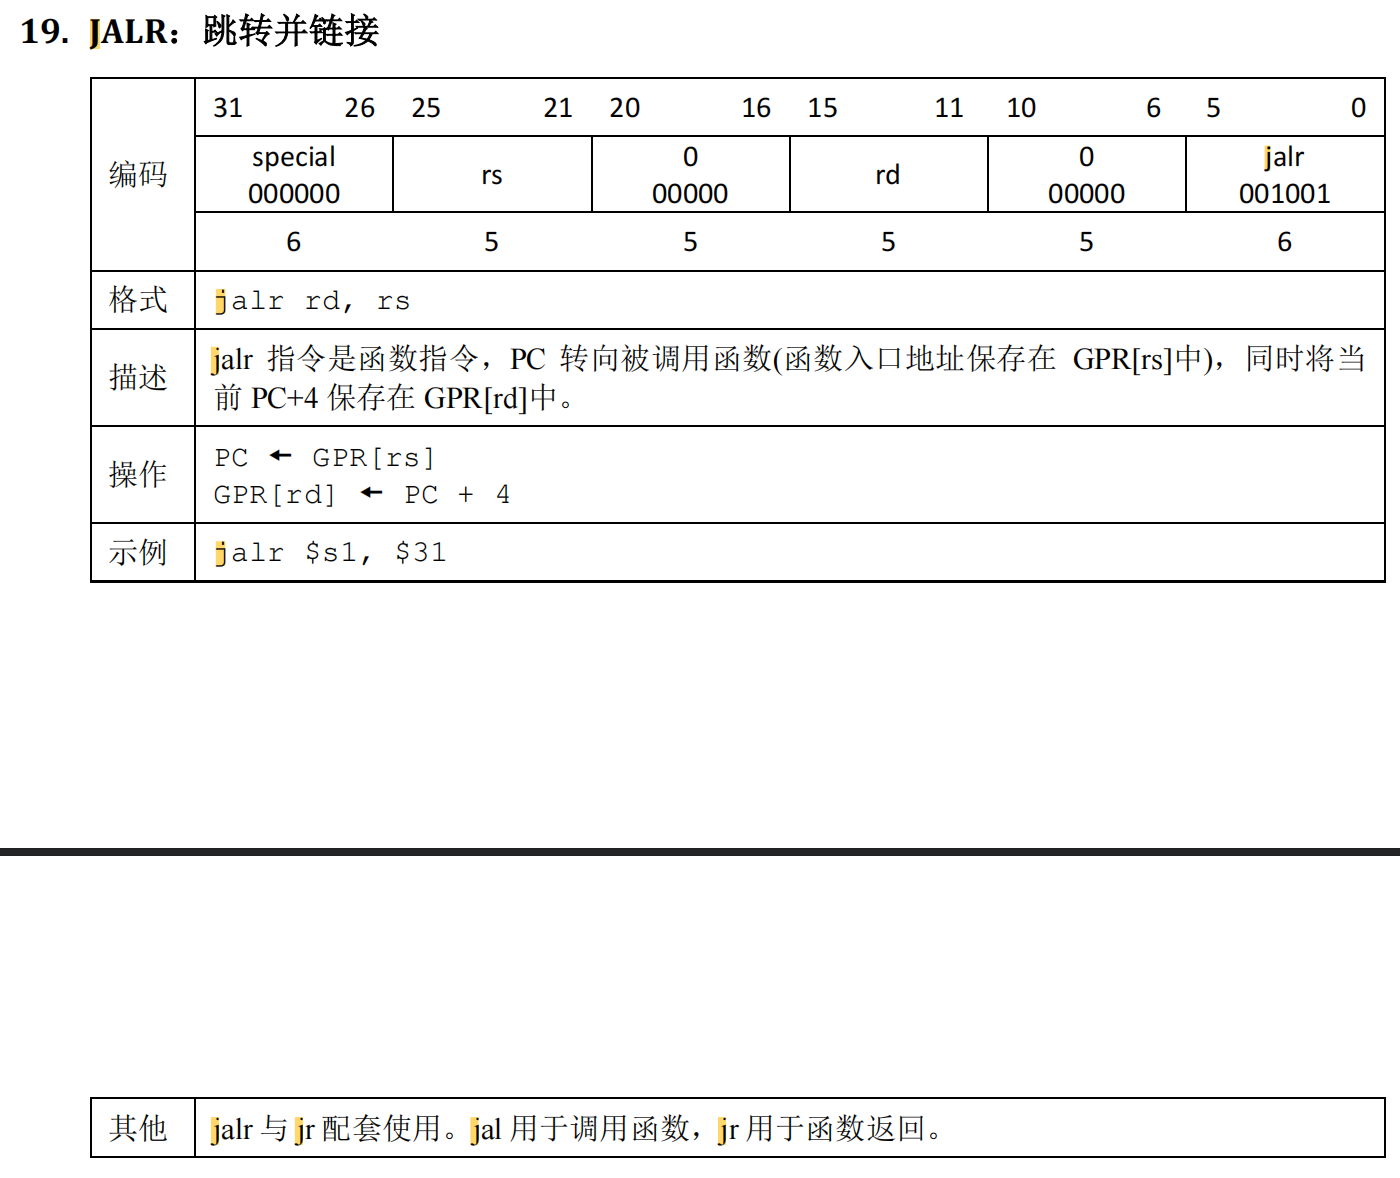 19. JALR：跳转并链接
31 26 25 21 20 16 15 11 10 6 5 0
编码
special 0 0 jalr
rs rd
000000 00000 00000 001001
6 5 5 5 5 6
格式 jalr rd, rs
描述
jalr 指令是函数指令，PC 转向被调用函数(函数入口地址保存在 GPR[rs]中)，同时将当
前 PC+4 保存在 GPR[rd]中。
操作
PC ← GPR[rs]
GPR[rd] ← PC + 4
示例 jalr $s1, $31
其他 jalr 与 jr 配套使用。jal 用于调用函数，jr 用于函数返回。